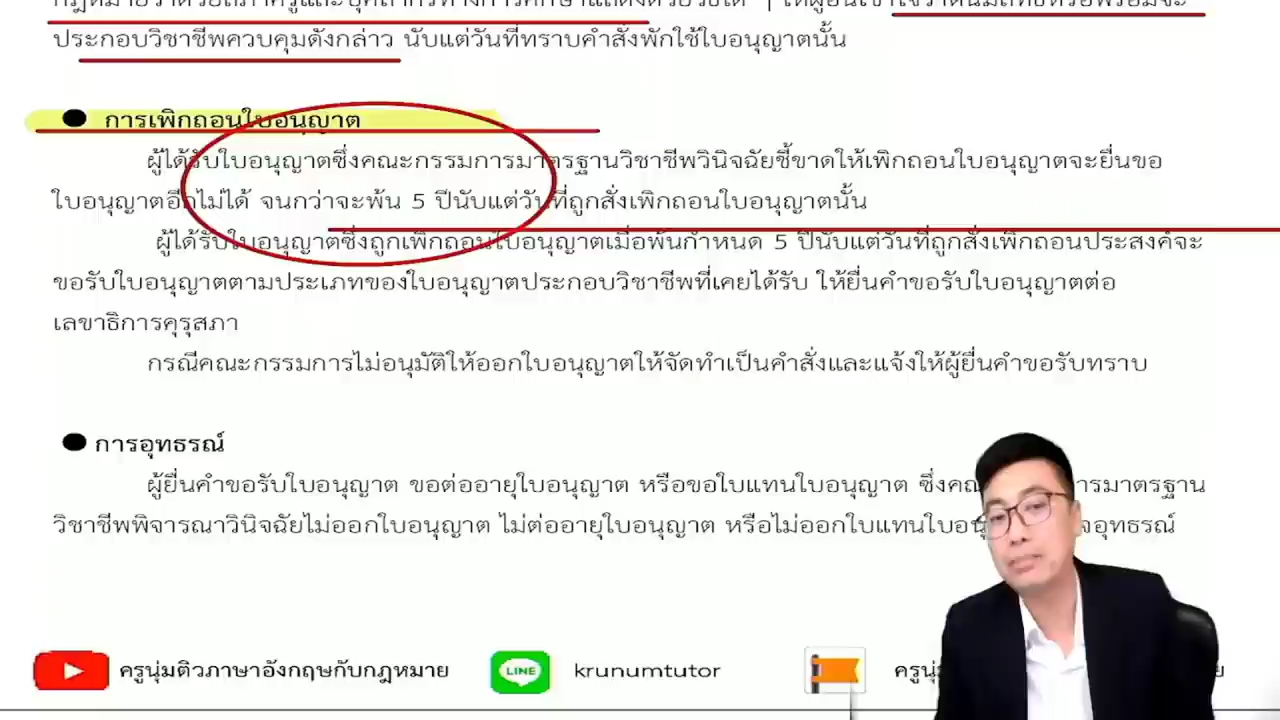 ประกอบวิชาชีพควบคุมดังกล่าว นับแต่วันที่ทราบคำสั่งพักใช้ใบอนุญาตนั้น
การเพิกถอนใบอนุญาต
ผู้ได้รับใบอนุญาตซึ่งคณะกรรมการมาตรฐานวิชาชีพวินิจฉัยชี้ขาดให้เพิกถอนใบอนุญาตจะยื่นขอ
ใบอนุญาตอีกไม่ได้ จนกว่าจะพ้น 5 ปีนับแต่วันที่ถูกสั่งเพิกถอนใบอนุญาตนั้น
ผู้ได้รับใบอนุญาตซึ่งถูกเพิกถอนใบอนุญาตเมื่อพ้นกำหนด 5 ปีนับแต่วันที่ถูกสั่งเพิกถอนประสงค์จะ
ขอรับใบอนุญาตตามประเภทของใบอนุญาตประกอบวิชาชีพที่เคยได้รับ ให้ยื่นคำขอรับใบอนุญาตต่อ
เลขาธิการคุรุสภา
กรณีคณะกรรมการไม่อนุมัติให้ออกใบอนุญาตให้จัดทำเป็นคำสั่งและแจ้งให้ผู้ยื่นคำขอรับทราบ
การอุทธรณ์
ผู้ยื่นคำขอรับใบอนุญาต ขอต่ออายุใบอนุญาต หรือขอใบแทนใบอนุญาต ซึ่งคณ การมาตรฐาน
วิชาชีพพิจารณาวินิจฉัยไม่ออกใบอนุญาต ไม่ต่ออายุใบอนุญาต หรือไม่ออกใบแทนใบอนุ อุทธรณ์
ครูนุ่มติวภาษาอังกฤษกับกฎหมาย LINE krunumtutor ครูนุ่